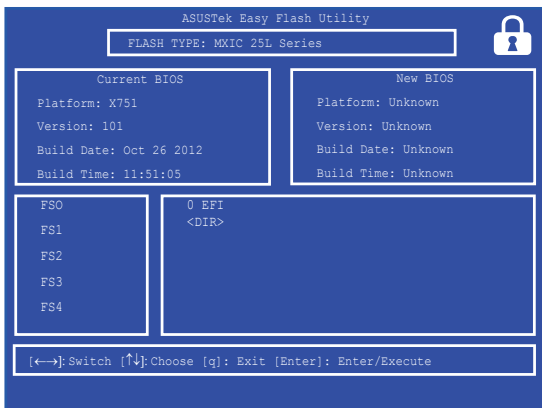 ASUSTek Easy Flash Utility
FLASH TYPE: MXIC 25L Series
Current BIOS
Platform: X751
Version: 101
Build Date: Oct 26 2012
Build Time: 11:51:05
New BIOS
Platform: Unknown
Version: Unknown
Build Date: Unknown
Build Time: Unknown
FSO
FS1
FS2
FS3
FS4
0 EFI
<DIR>
[←→]: Switch [↑↓]: Choose [q]: Exit [Enter]: Enter/Execute